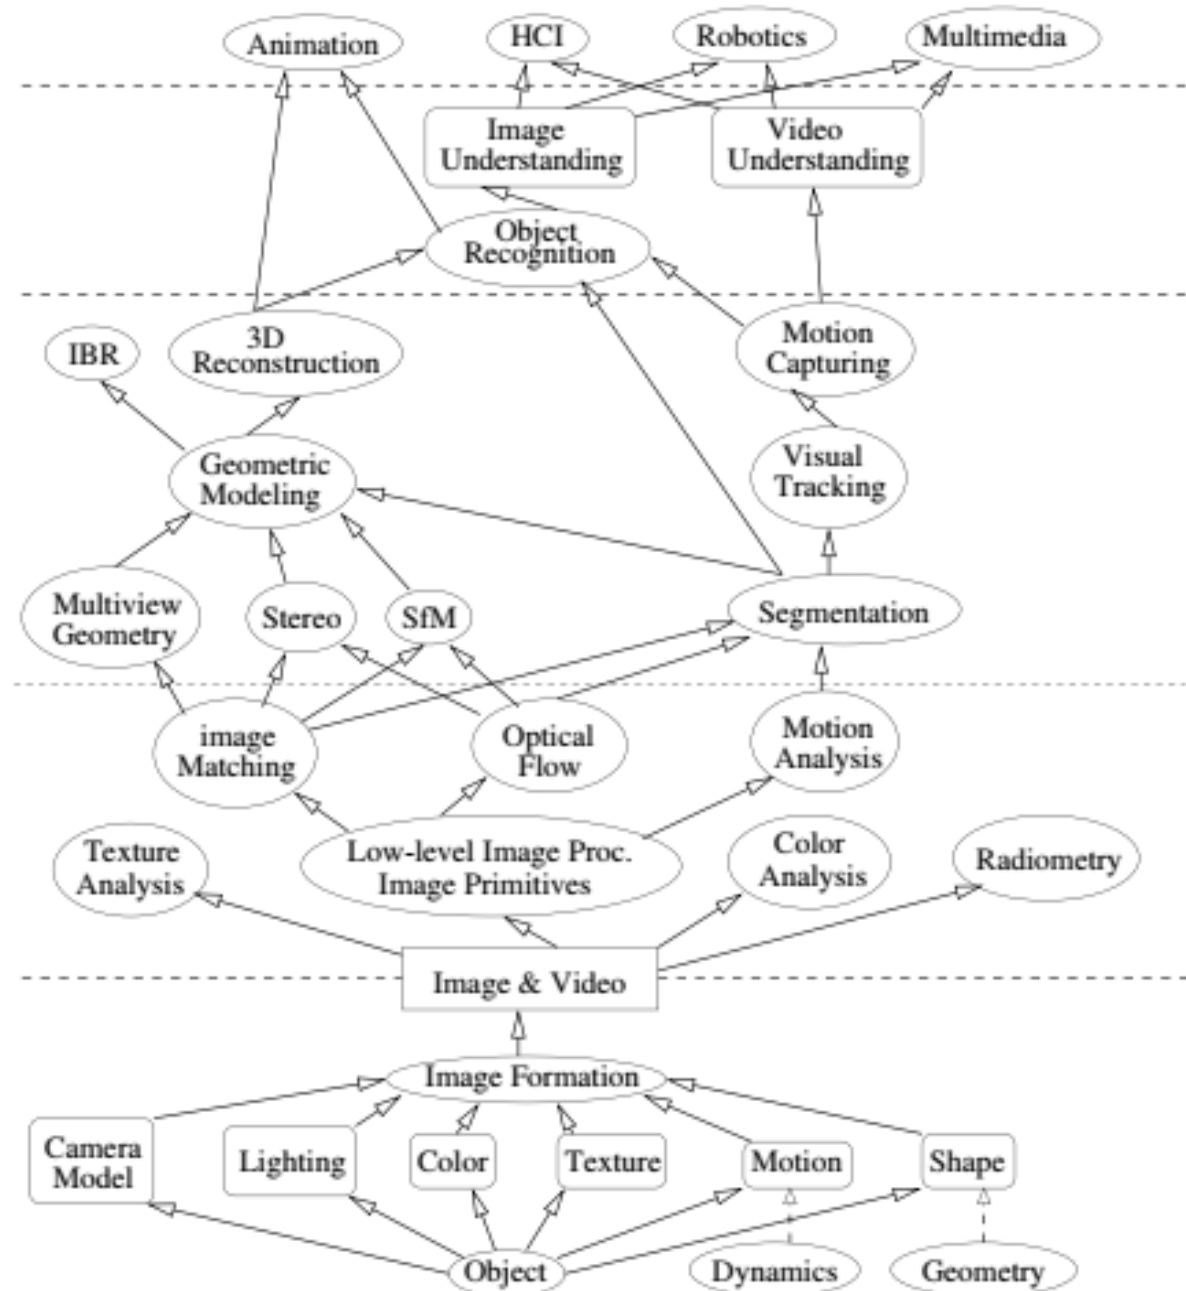 Animation
HCI
Robotics
Multimedia
Image
Understanding
Video
Understanding
Object
Recognition
IBR
3D
Reconstruction
Motion
Capturing
Geometric
Modeling
Visual
Tracking
Multiview
Geometry
Stereo
SfM
Segmentation
image
Matching
Optical
Flow
Motion
Analysis
Texture
Analysis
Low-level Image Proc.
Image Primitives
Color
Analysis
Radiometry
Image & Video
Image Formation
Camera
Model
Lighting
Color
Texture
Motion
Shape
Object
Dynamics
Geometry